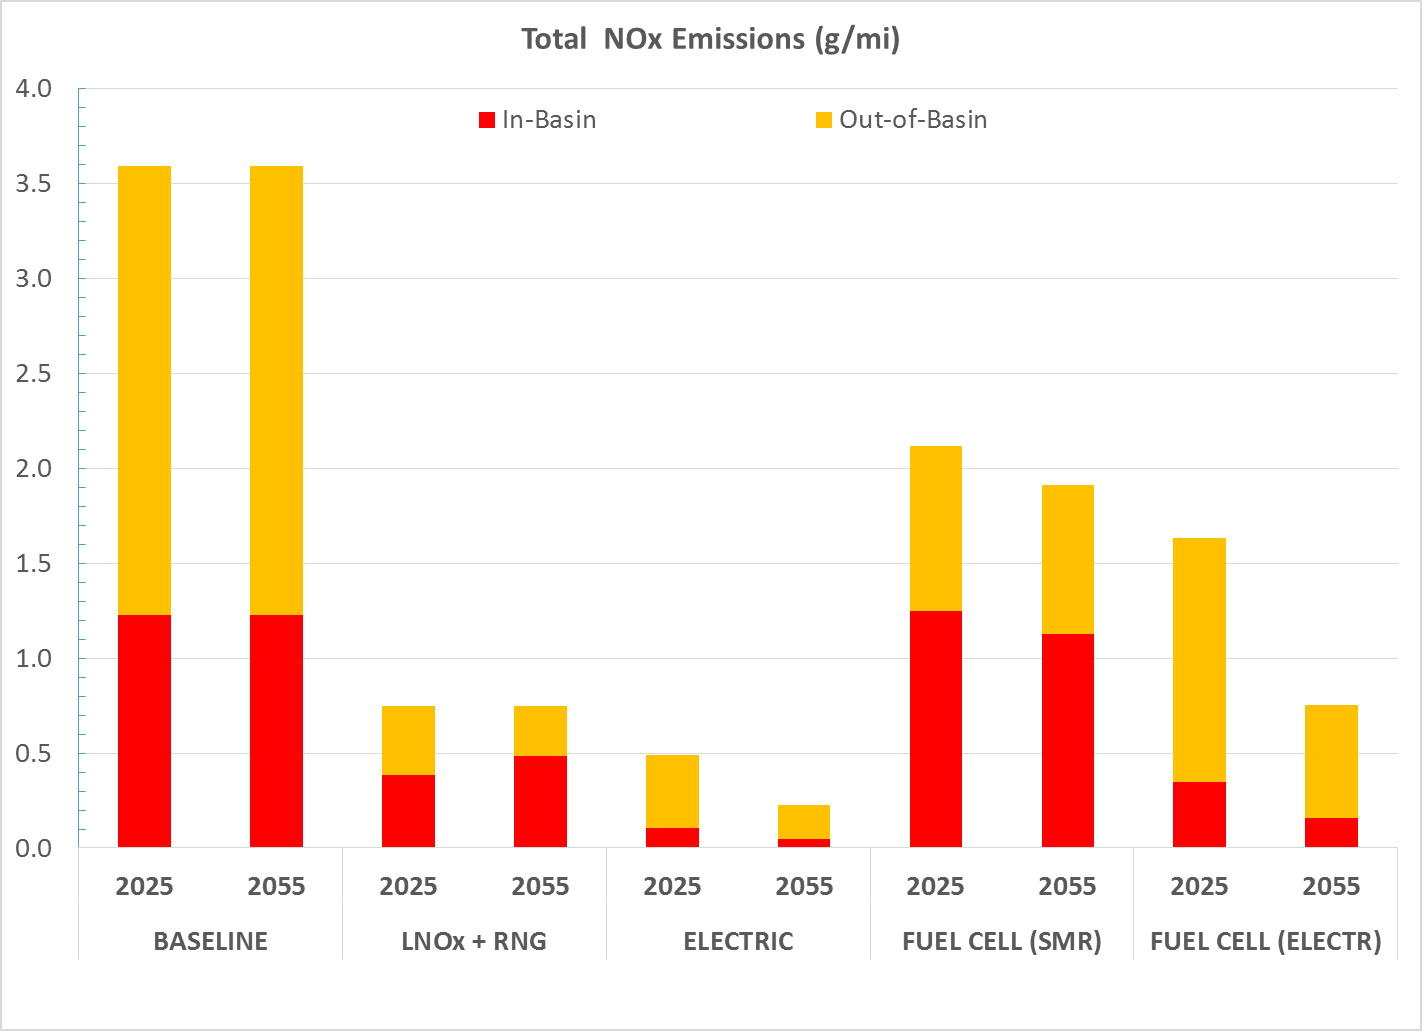 Total  NOx Emissions (g/mi)
4.0
In-Basin Out-of-Basin
3.5
3.0
2.5
2.0
1.5
1.0
0.5
0.0
2025 2055 2025 2055 2025 2055 2025 2055 2025 2055
BASELINE LNOx + RNG ELECTRIC FUEL CELL (SMR) FUEL CELL (ELECTR)